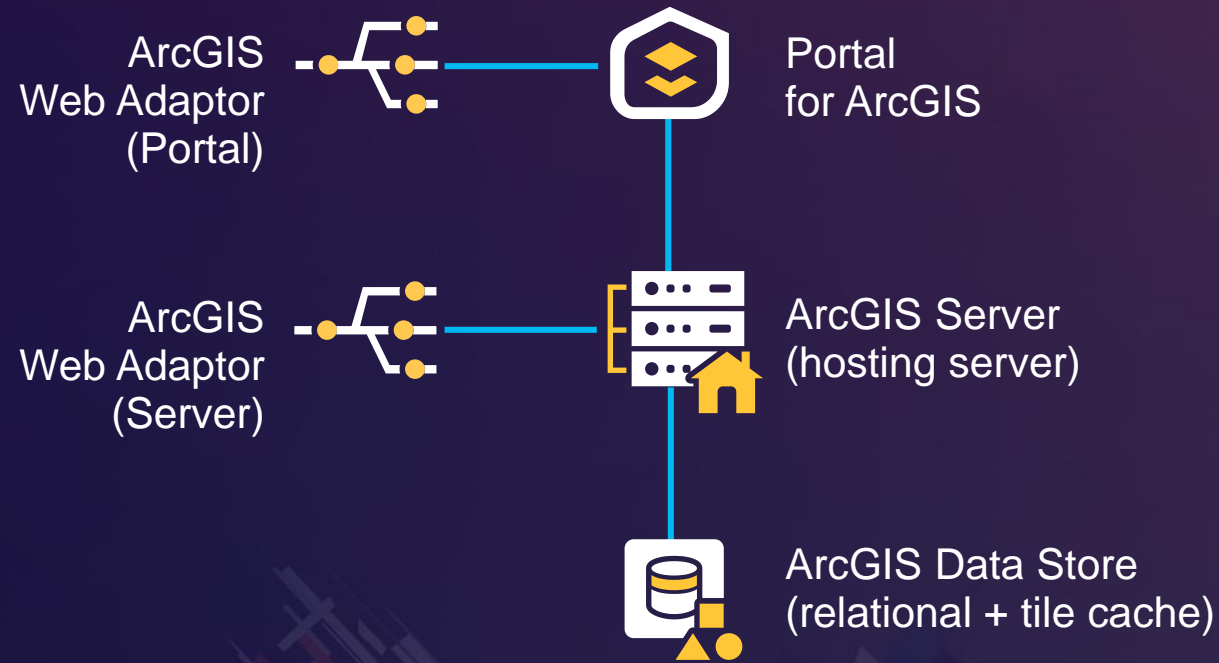 ArcGIS
Web Adaptor
(Portal)
Portal
for ArcGIS
ArcGIS
Web Adaptor
(Server)
ArcGIS Server
(hosting server)
ArcGIS Data Store
(relational + tile cache)